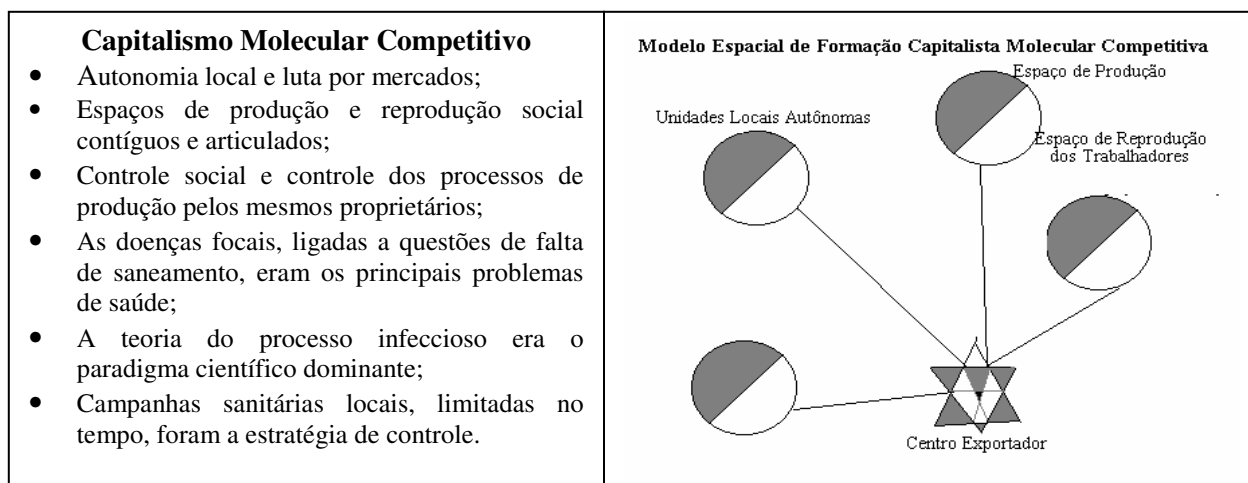 Capitalismo Molecular Competitivo
• Autonomia local e luta por mercados;
• Espaços de produção e reprodução social
contíguos e articulados;
• Controle social e controle dos processos de
produção pelos mesmos proprietários;
• As doenças focais, ligadas a questões de falta
de saneamento, eram os principais problemas
de saúde;
• A teoria do processo infeccioso era o
paradigma científico dominante;
• Campanhas sanitárias locais, limitadas no
tempo, foram a estratégia de controle.
Modelo Espacial de Formação Capitalista Molecular Competitiva
Espaço de Produção
Unidades Locais Autônomas
Espaço de Reprodução
dos Trabalhadores
Centro Exportador